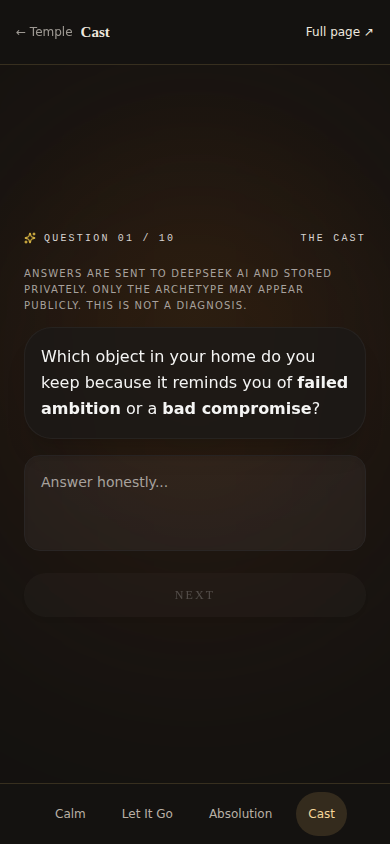 ← Temple Cast Full page ↗
QUESTION 01 / 10 THE CAST
ANSWERS ARE SENT TO DEEPSEEK AI AND STORED
PRIVATELY. ONLY THE ARCHETYPE MAY APPEAR
PUBLICLY. THIS IS NOT A DIAGNOSIS.
Which object in your home do you
keep because it reminds you of failed
ambition or a bad compromise?
Answer honestly...
NEXT
Calm Let It Go Absolution Cast